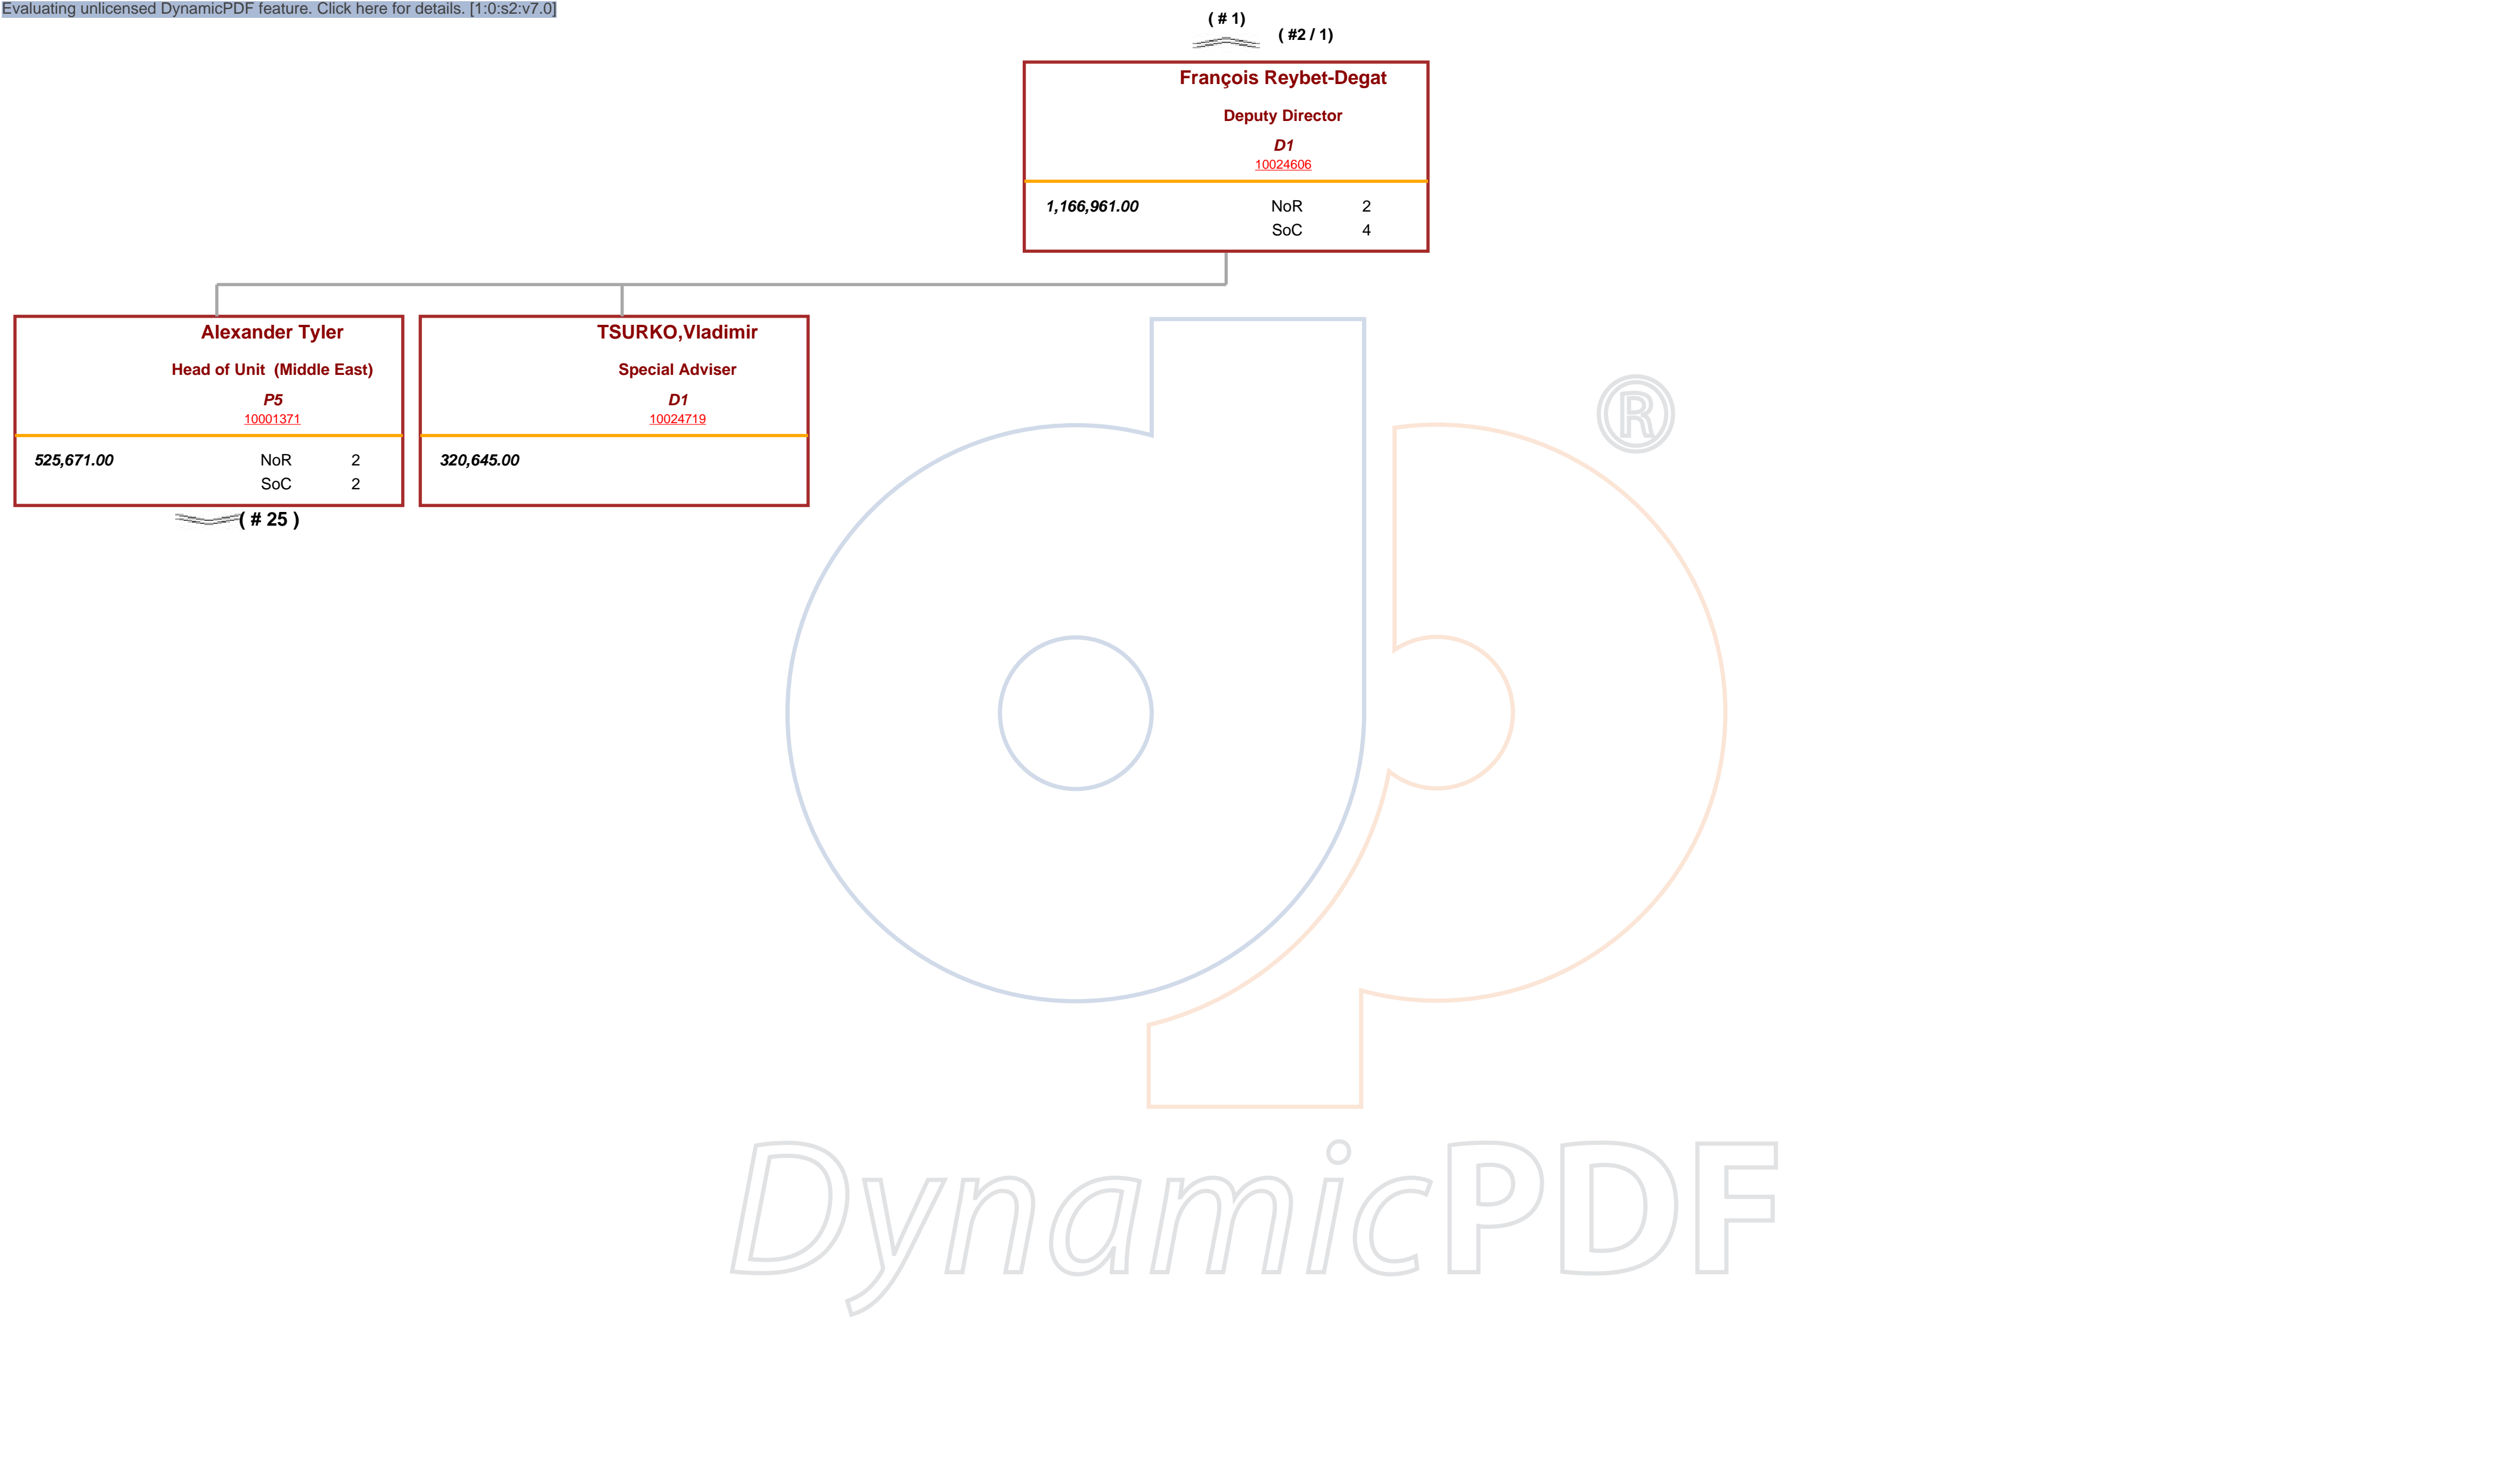 Evaluating unlicensed DynamicPDF feature. Click here for details. [1:0:s2:v7.0]
( # 1)
( #2 / 1)
François Reybet-Degat
Deputy Director
D1
10024606
1,166,961.00 NoR 2
SoC 4
Alexander Tyler
Head of Unit  (Middle East)
P5
10001371
525,671.00 NoR 2
SoC 2
( # 25 )
TSURKO,Vladimir
Special Adviser
D1
10024719
320,645.00
®
DynamicPDF